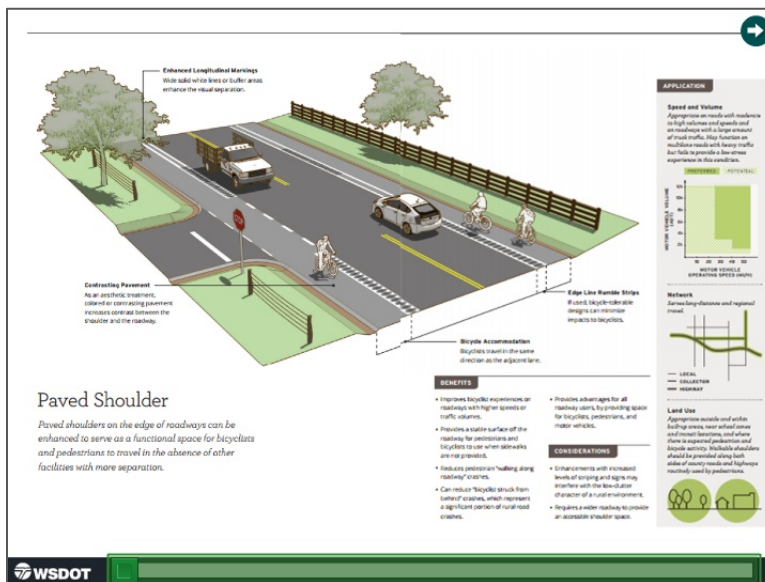 Enhanced Longitudinal Markings
Wide solid white lines or buffer areas
enhance the visual separation.
STOP
Contrasting Pavement
As an aesthetic treatment,
colored or contrasting pavement
increases contrast between the
shoulder and the roadway.
Edge Line Rumble Strips
If used, bicycle-tolerable
designs can minimize
impacts to bicyclists.
Bicycle Accommodation
Bicyclists travel in the same
direction as the adjacent lane.
Paved Shoulder
Paved shoulders on the edge of roadways can be
enhanced to serve as a functional space for bicyclists
and pedestrians to travel in the absence of other
facilities with more separation.
BENEFITS
• Improves bicyclist experiences on
roadways with higher speeds or
traffic volumes.
• Provides a stable surface off the
roadway for pedestrians and
bicyclists to use when sidewalks
are not provided.
• Reduces pedestrian "walking along
roadway" crashes.
• Can reduce "bicyclist struck from
behind" crashes, which represent
a significant portion of rural road
crashes.
• Provides advantages for all
roadway users, by providing space
for bicyclists, pedestrians, and
motor vehicles.
CONSIDERATIONS
• Enhancements with increased
levels of striping and signs may
interfere with the low-clutter
character of a rural environment.
• Requires a wider roadway to provide
an accessible shoulder space.
APPLICATION
Speed and Volume
Appropriate on roads with moderate
to high volumes and speeds and
on roadways with a large amount
of truck traffic. May function on
multilane roads with heavy traffic
but fails to provide a low-stress
experience in this condition.
PREFERRED POTENTIAL
MOTOR VEHICLE VOLUME
10 20 30 40 50
MOTOR VEHICLE
OPERATING SPEED (MI/H)
Network
Serves long-distance and regional
travel.
LOCAL
COLLECTOR
HIGHWAY
Land Use
Appropriate outside and within
built-up areas, near school zones
and transit locations, and where
there is expected pedestrian and
bicycle activity. Walkable shoulders
should be provided along both
sides of county roads and highways
routinely used by pedestrians.
WSDOT